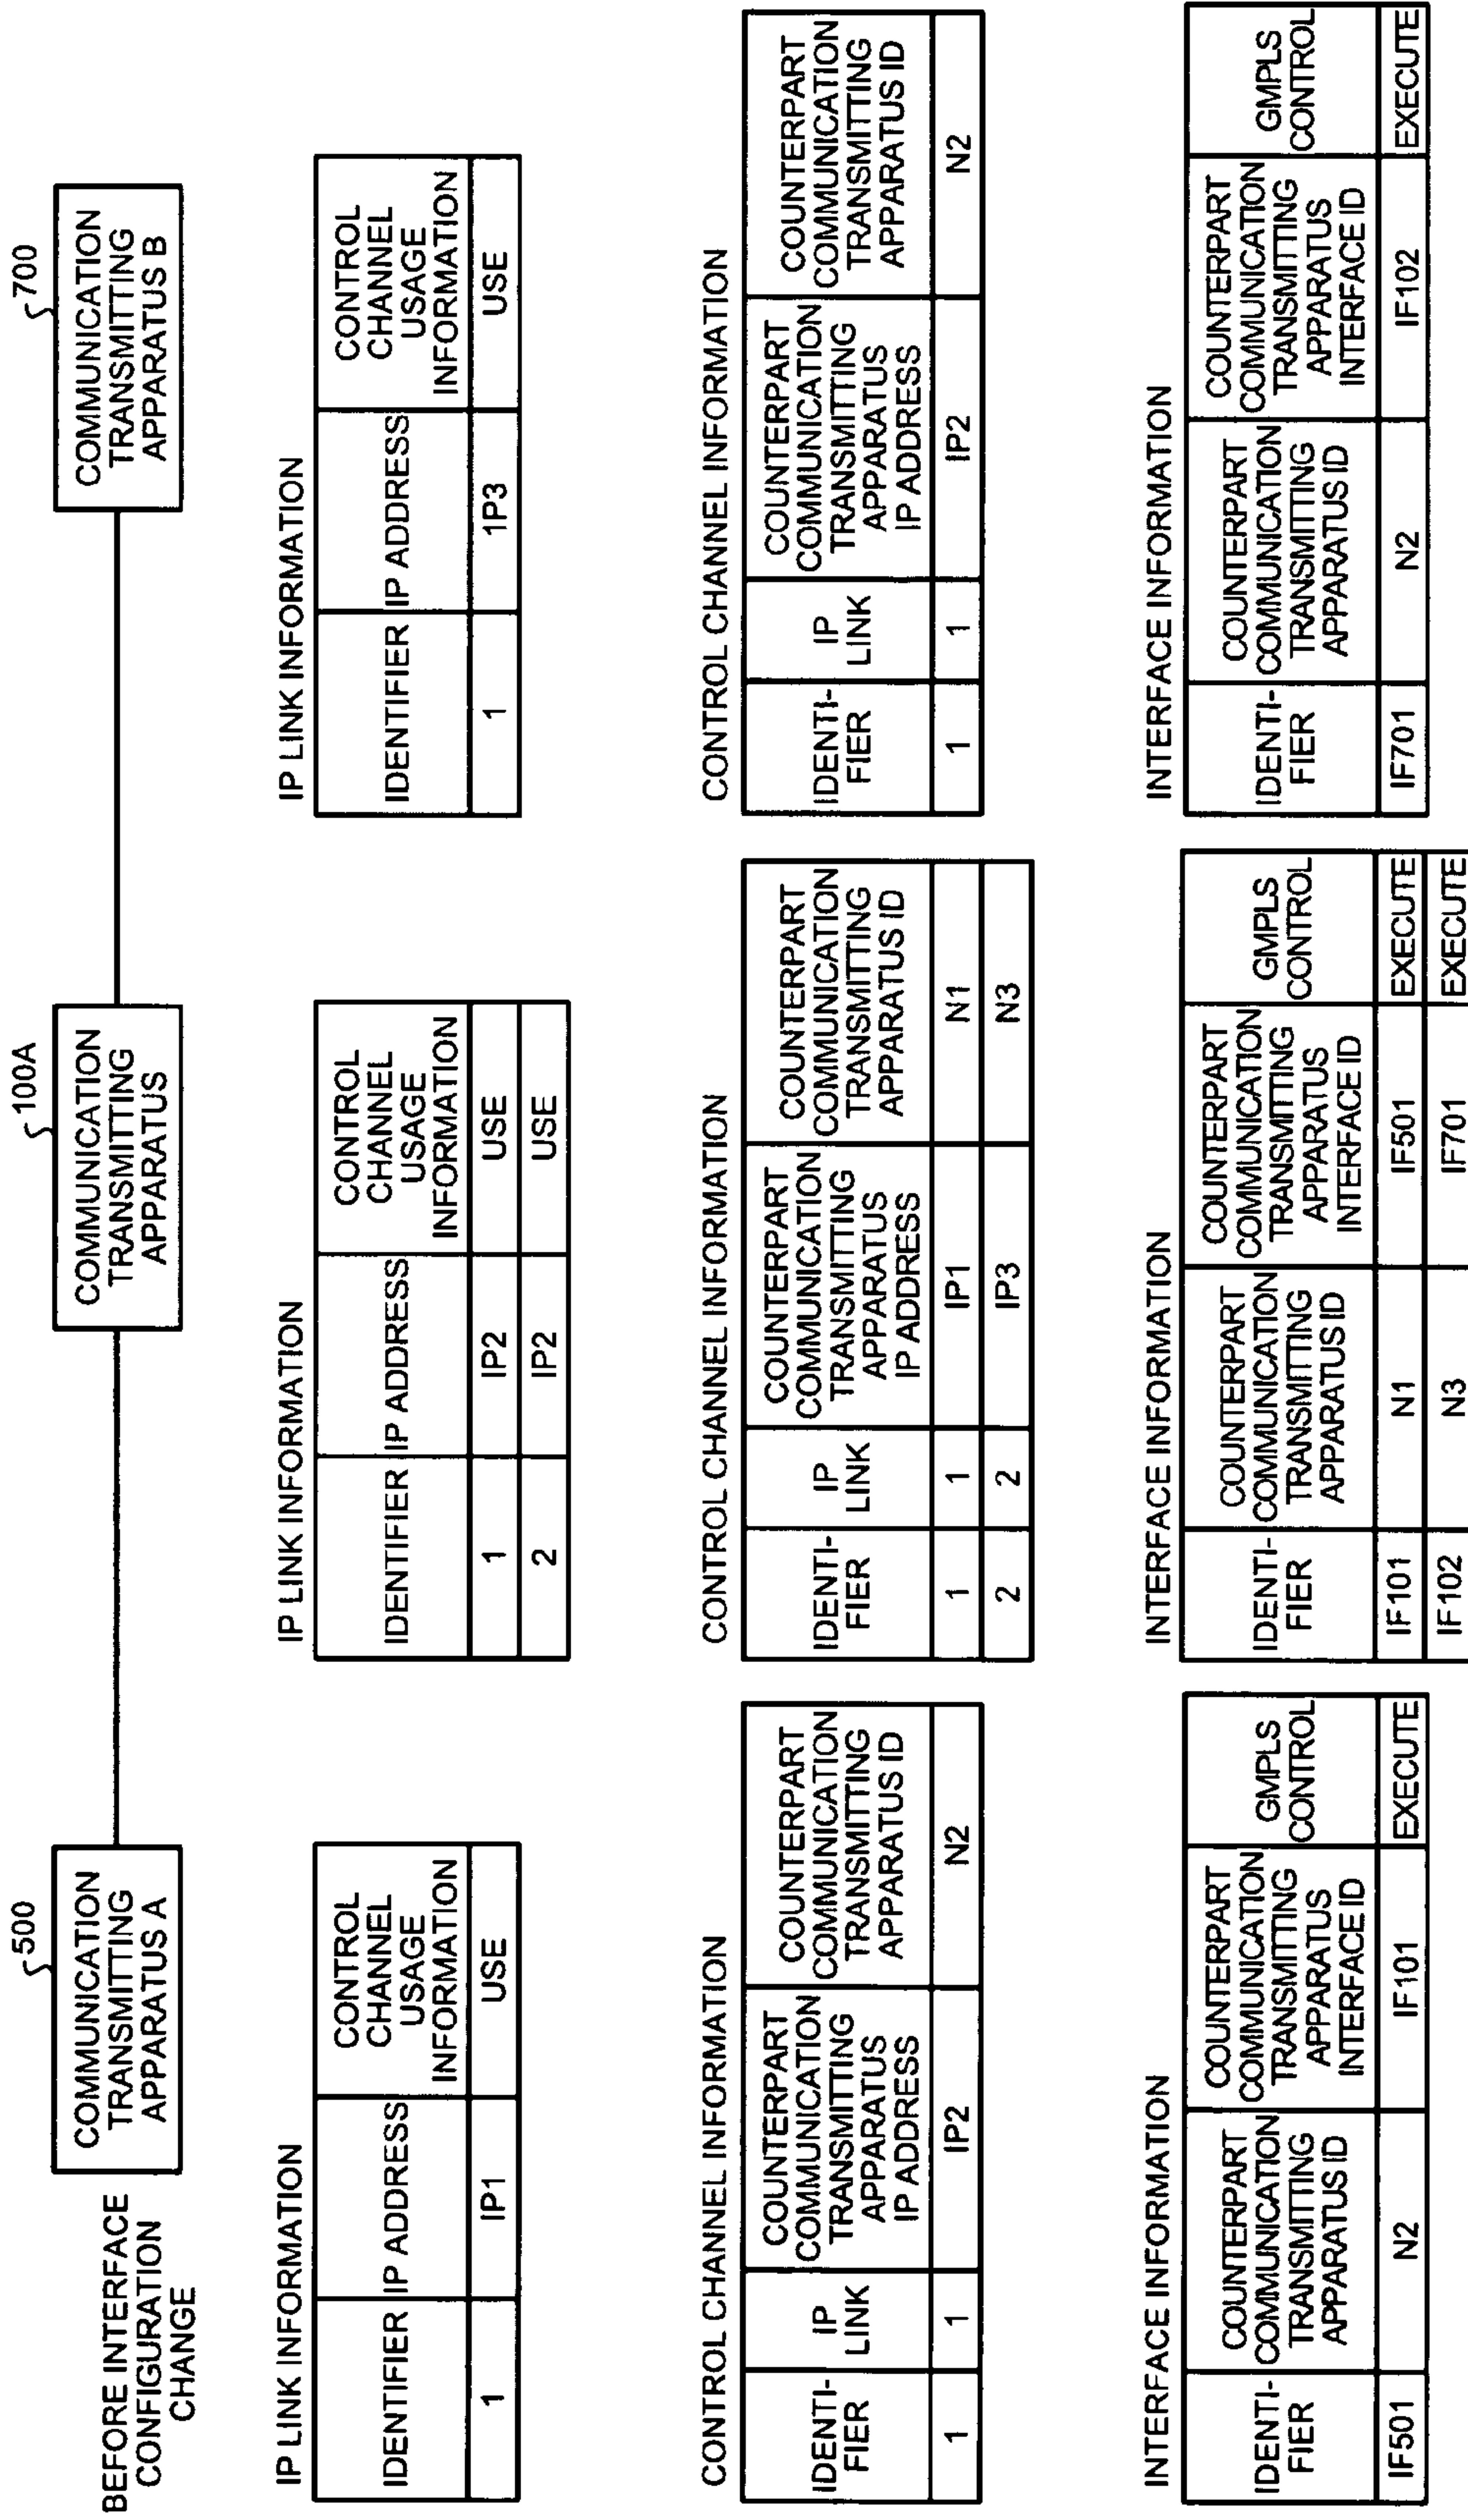 BEFORE INTERFACE
CONFIGURATION
CHANGE
500
COMMUNICATION
TRANSMITTING
APPARATUS A
100A
COMMUNICATION
TRANSMITTING
APPARATUS
700
COMMUNICATION
TRANSMITTING
APPARATUS B
IP LINK INFORMATION
IDENTIFIER
IP ADDRESS
CONTROL
CHANNEL
USAGE
INFORMATION
1
IP1
USE
IP LINK INFORMATION
IDENTIFIER
IP ADDRESS
CONTROL
CHANNEL
USAGE
INFORMATION
1
IP2
USE
2
IP2
USE
IP LINK INFORMATION
IDENTIFIER
IP ADDRESS
CONTROL
CHANNEL
USAGE
INFORMATION
1
1P3
USE
CONTROL CHANNEL INFORMATION
IDENTI-
FIER
IP
LINK
COUNTERPART
COMMUNICATION
TRANSMITTING
APPARATUS
IP ADDRESS
COUNTERPART
COMMUNICATION
TRANSMITTING
APPARATUS ID
1
1
IP2
N2
CONTROL CHANNEL INFORMATION
IDENTI-
FIER
IP
LINK
COUNTERPART
COMMUNICATION
TRANSMITTING
APPARATUS
IP ADDRESS
COUNTERPART
COMMUNICATION
TRANSMITTING
APPARATUS ID
1
1
IP1
N1
2
2
IP3
N3
CONTROL CHANNEL INFORMATION
IDENTI-
FIER
IP
LINK
COUNTERPART
COMMUNICATION
TRANSMITTING
APPARATUS
IP ADDRESS
COUNTERPART
COMMUNICATION
TRANSMITTING
APPARATUS ID
1
1
IP2
N2
INTERFACE INFORMATION
IDENTI-
FIER
COUNTERPART
COMMUNICATION
TRANSMITTING
APPARATUS ID
COUNTERPART
COMMUNICATION
TRANSMITTING
APPARATUS
INTERFACE ID
GMPLS
CONTROL
IF501
N2
IF101
EXECUTE
INTERFACE INFORMATION
IDENTI-
FIER
COUNTERPART
COMMUNICATION
TRANSMITTING
APPARATUS ID
COUNTERPART
COMMUNICATION
TRANSMITTING
APPARATUS
INTERFACE ID
GMPLS
CONTROL
IF101
N1
IF501
EXECUTE
IF102
N3
IF701
EXECUTE
INTERFACE INFORMATION
IDENTI-
FIER
COUNTERPART
COMMUNICATION
TRANSMITTING
APPARATUS ID
COUNTERPART
COMMUNICATION
TRANSMITTING
APPARATUS
INTERFACE ID
GMPLS
CONTROL
IF701
N2
IF102
EXECUTE